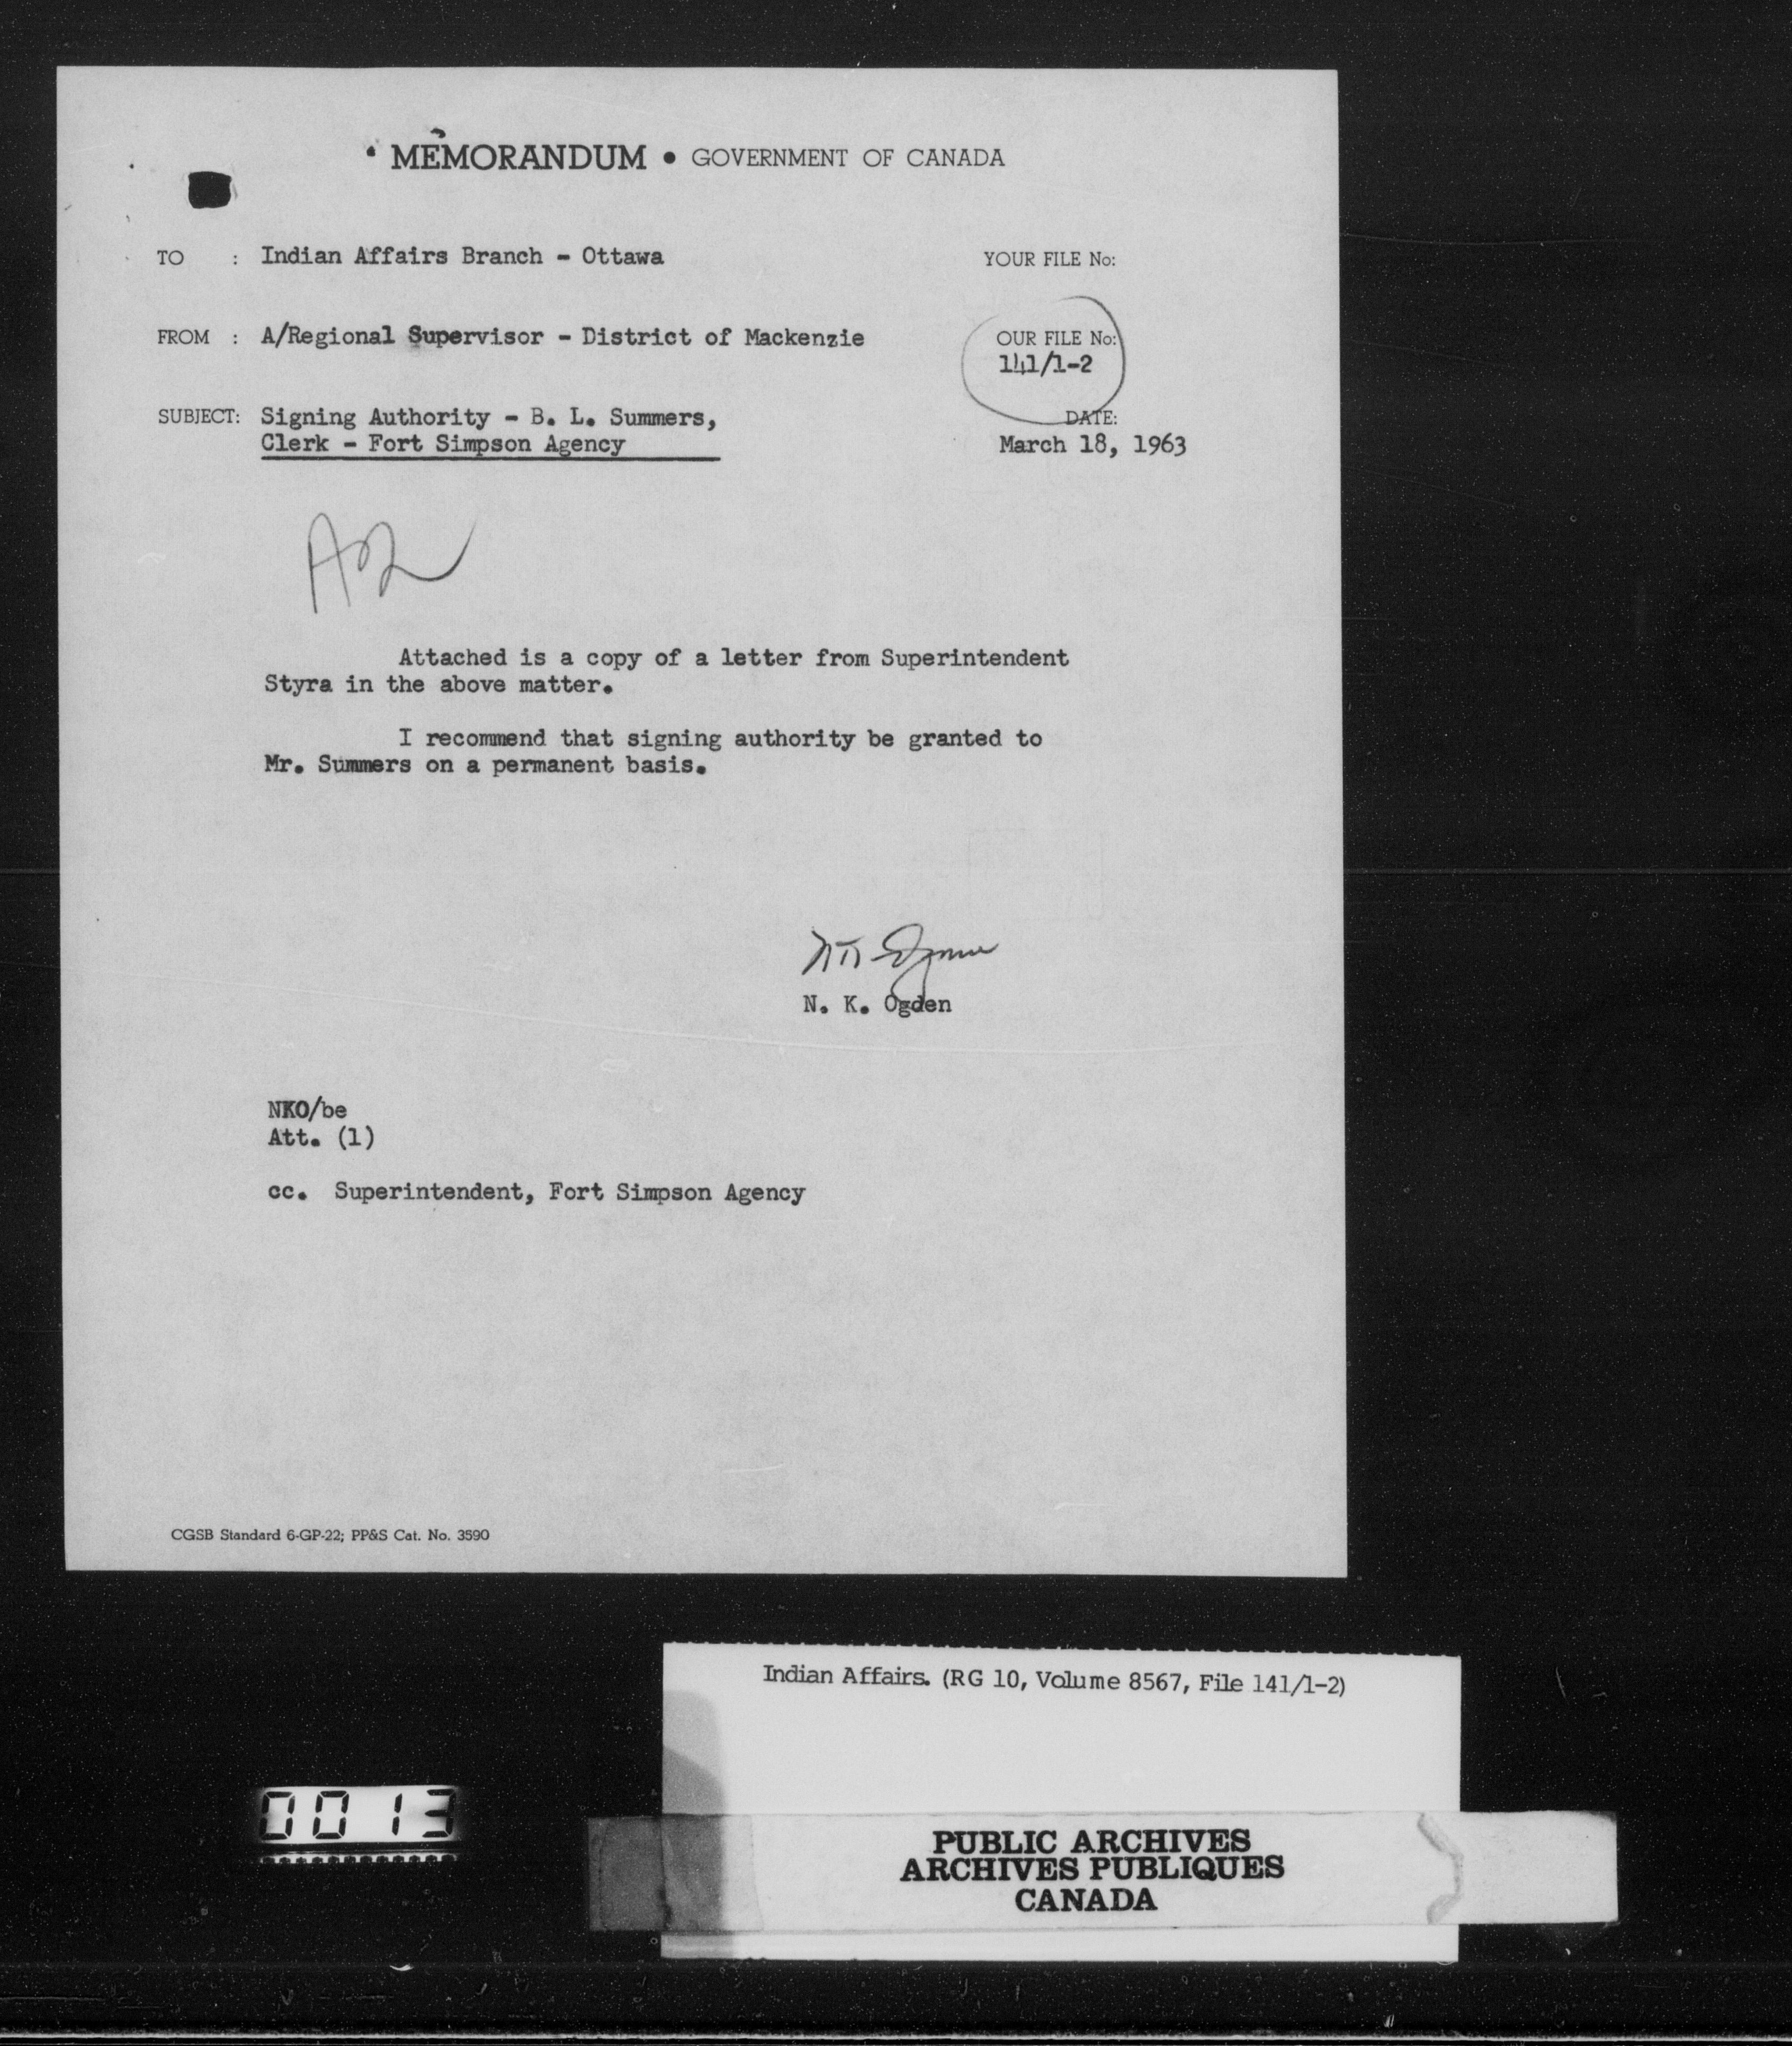 MEMORANDUM • GOVERNMENT OF CANADA
TO : Indian Affairs Branch - Ottawa
YOUR FILE No:
FROM : A/Regional Supervisor - District of Mackenzie
OUR FILE No:
141/1-2
SUBJECT: Signing Authority - B. L. Summers,
Clerk - Fort Simpson Agency
DATE:
March 18, 1963
Attached is a copy of a letter from Superintendent
Styra in the above matter.
I recommend that signing authority be granted to
Mr. Summers on a permanent basis.
N. K. Ogden
NKO/be
Att. (1)
cc. Superintendent, Fort Simpson Agency
CGSB Standard 6-GP-22; PP&S Cat. No. 3590
Indian Affairs. (RG 10, Volume 8567, File 141/1-2)
0013
PUBLIC ARCHIVES
ARCHIVES PUBLIQUES
CANADA